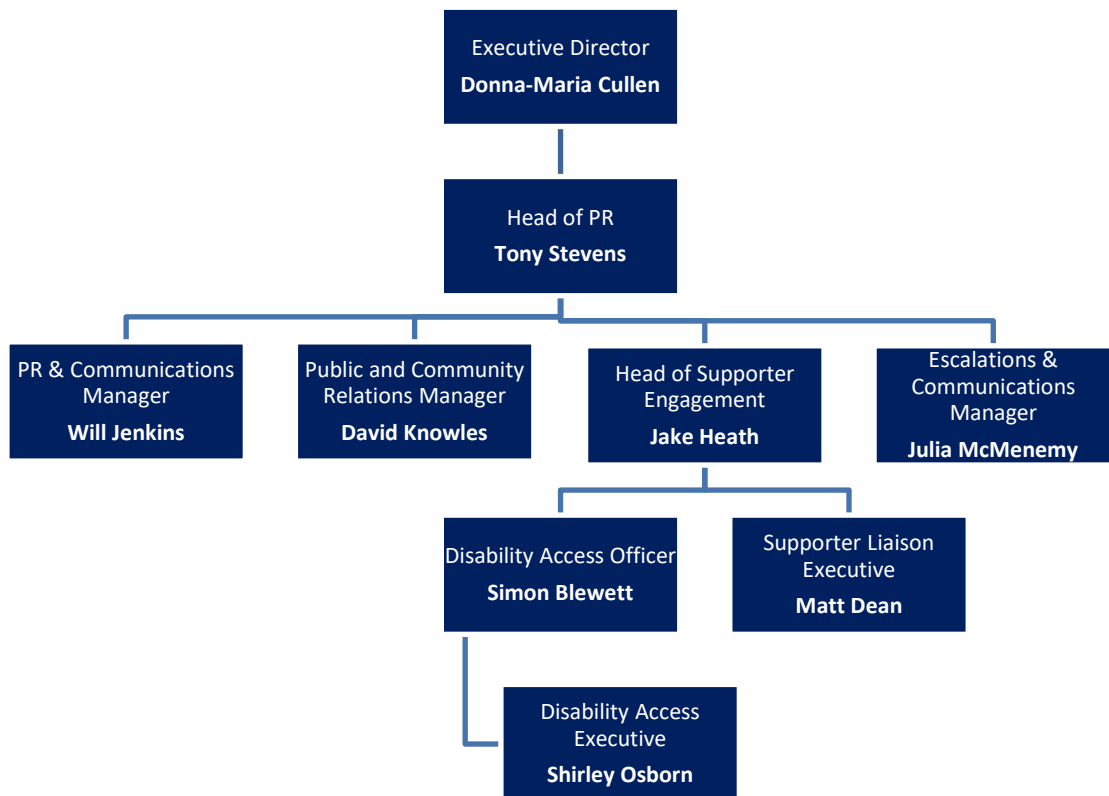 Executive Director
Donna-Maria Cullen
Head of PR
Tony Stevens
PR & Communications
Manager
Will Jenkins
Public and Community
Relations Manager
David Knowles
Head of Supporter
Engagement
Jake Heath
Escalations &
Communications
Manager
Julia McMenemy
Disability Access Officer
Simon Blewett
Supporter Liaison
Executive
Matt Dean
Disability Access
Executive
Shirley Osborn